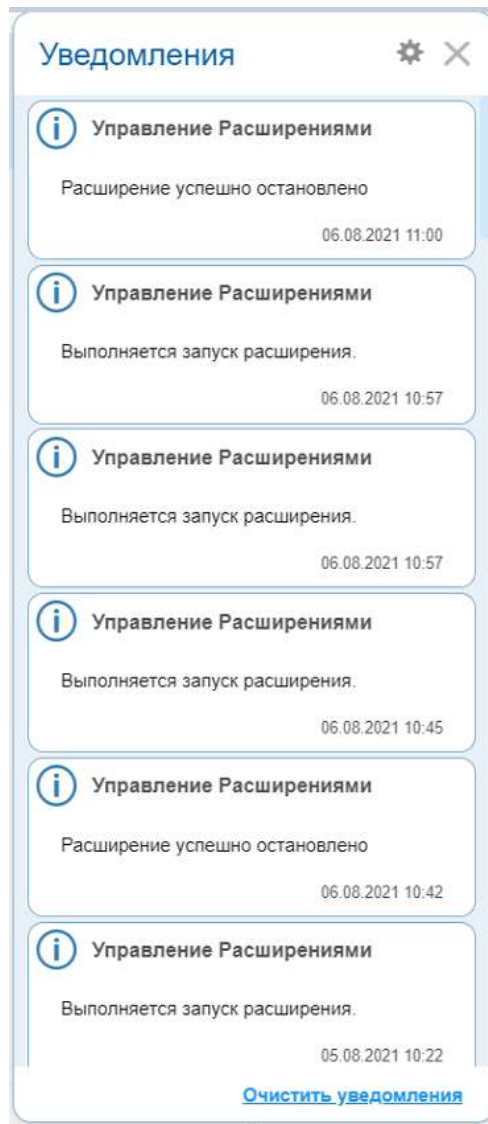 Уведомления
Управление Расширениями
Расширение успешно остановлено
06.08.2021 11:00
Управление Расширениями
Выполняется запуск расширения.
06.08.2021 10:57
Управление Расширениями
Выполняется запуск расширения.
06.08.2021 10:57
Управление Расширениями
Выполняется запуск расширения.
06.08.2021 10:45
Управление Расширениями
Расширение успешно остановлено
06.08.2021 10:42
Управление Расширениями
Выполняется запуск расширения.
05.08.2021 10:22
Очистить уведомления